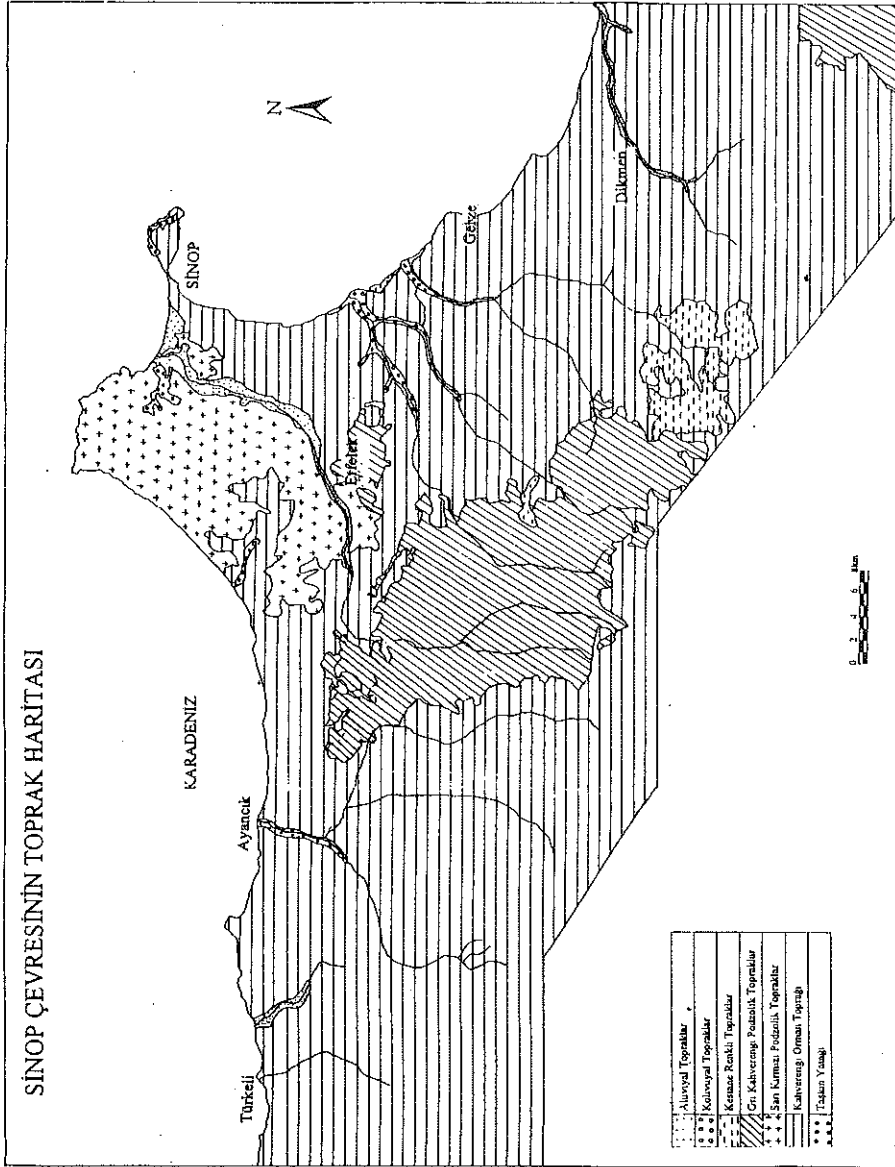 SİNOP ÇEVRESİNİN TOPRAK HARİTASI
KARADENİZ
N
SİNOP
Türkeli
Ayancık
Erfelek
Gerze
Dikmen
0 2 4 6 8km
Alüviyal Topraklar
Kolüviyal Topraklar
Kestane Renkli Topraklar
Gri Kahverengi Podzolik Topraklar
Sarı Kırmızı Podzolik Topraklar
Kahverengi Orman Toprağı
Taşkın Yatağı